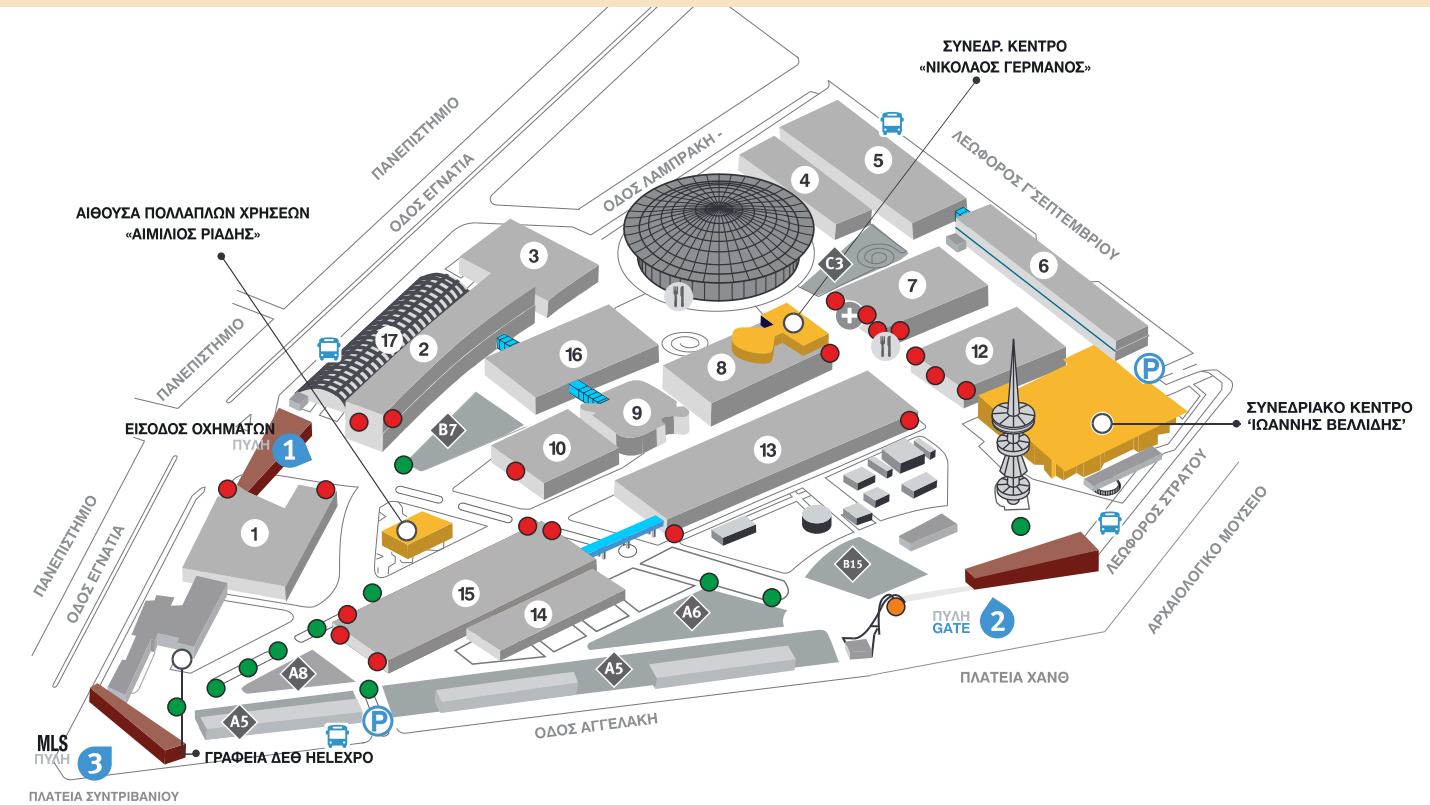 ΣΥΝΕΔΡ. ΚΕΝΤΡΟ
«ΝΙΚΟΛΑΟΣ ΓΕΡΜΑΝΟΣ»
ΠΑΝΕΠΙΣΤΗΜΙΟ
ΟΔΟΣ ΕΓΝΑΤΙΑ
ΟΔΟΣ ΛΑΜΠΡΑΚΗ -
ΛΕΩΦΟΡΟΣ Γ΄ΣΕΠΤΕΜΒΡΙΟΥ
5
4
ΑΙΘΟΥΣΑ ΠΟΛΛΑΠΛΩΝ ΧΡΗΣΕΩΝ
«ΑΙΜΙΛΙΟΣ ΡΙΑΔΗΣ»
3
C3
6
7
17
2
16
8
12
P
ΠΑΝΕΠΙΣΤΗΜΙΟ
9
ΣΥΝΕΔΡΙΑΚΟ ΚΕΝΤΡΟ
‘ΙΩΑΝΝΗΣ ΒΕΛΛΙΔΗΣ’
ΕΙΣΟΔΟΣ ΟΧΗΜΑΤΩΝ
ΠΥΛΗ
1
B7
10
13
ΠΑΝΕΠΙΣΤΗΜΙΟ
ΟΔΟΣ ΕΓΝΑΤΙΑ
1
ΛΕΩΦΟΡΟΣ ΣΤΡΑΤΟΥ
ΑΡΧΑΙΟΛΟΓΙΚΟ ΜΟΥΣΕΙΟ
B15
15
14
A6
ΠΥΛΗ
GATE
2
A8
A5
ΠΛΑΤΕΙΑ ΧΑΝΘ
A5
P
ΟΔΟΣ ΑΓΓΕΛΑΚΗ
MLS
ΠΥΛΗ
3
ΓΡΑΦΕΙΑ ΔΕΘ HELEXPO
ΠΛΑΤΕΙΑ ΣΥΝΤΡΙΒΑΝΙΟΥ